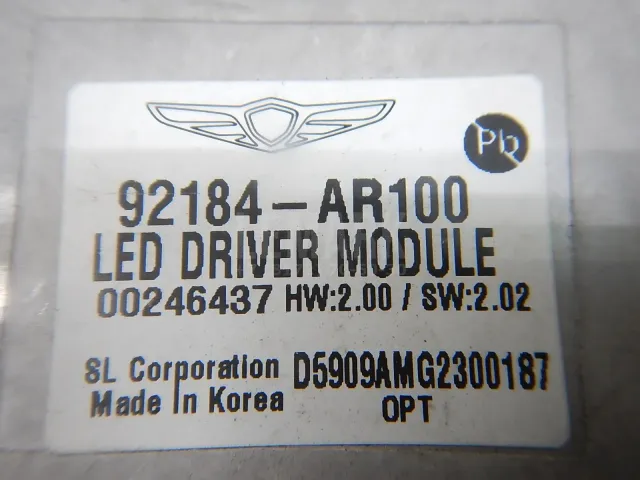 Pb
92184-AR100
LED DRIVER MODULE
00246437 HW:2.00 / SW:2.02
SL Corporation D5909AMG2300187
Made In Korea OPT